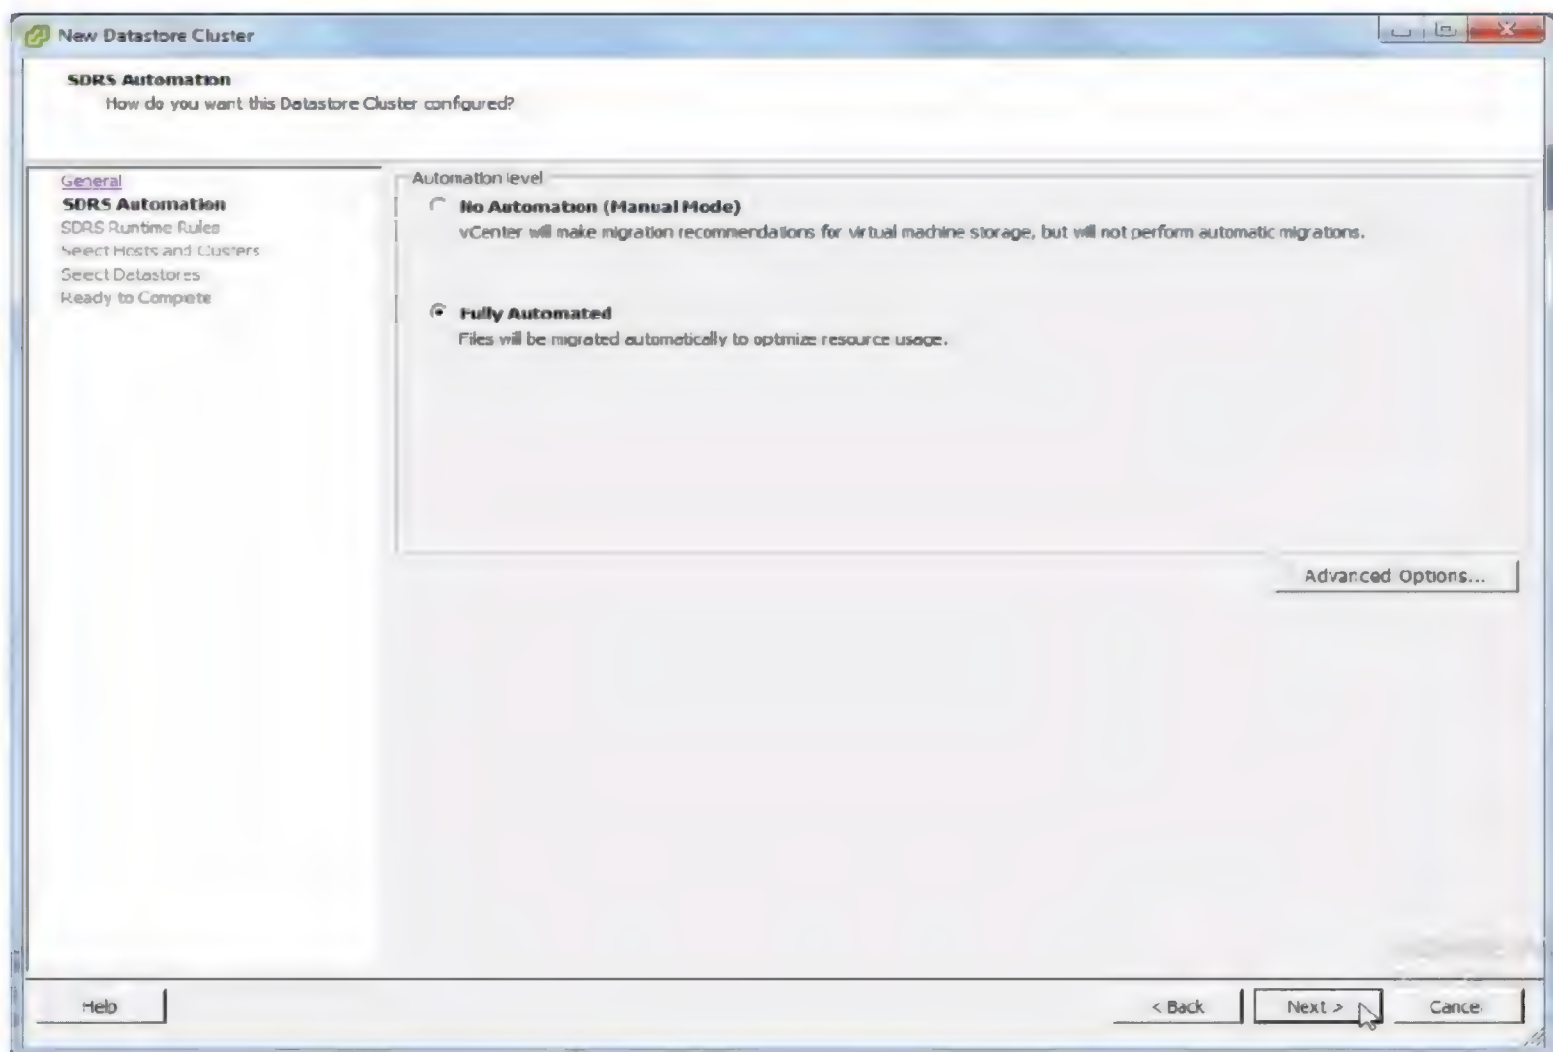 New Datastore Cluster
SDRS Automation
How do you want this Datastore Cluster configured?
General
SDRS Automation
SDRS Runtime Rules
Select Hosts and Clusters
Select Datastores
Ready to Complete
Automation level
No Automation (Manual Mode)
vCenter will make migration recommendations for virtual machine storage, but will not perform automatic migrations.
Fully Automated
Files will be migrated automatically to optimize resource usage.
Advanced Options...
Help
< Back
Next >
Cancel